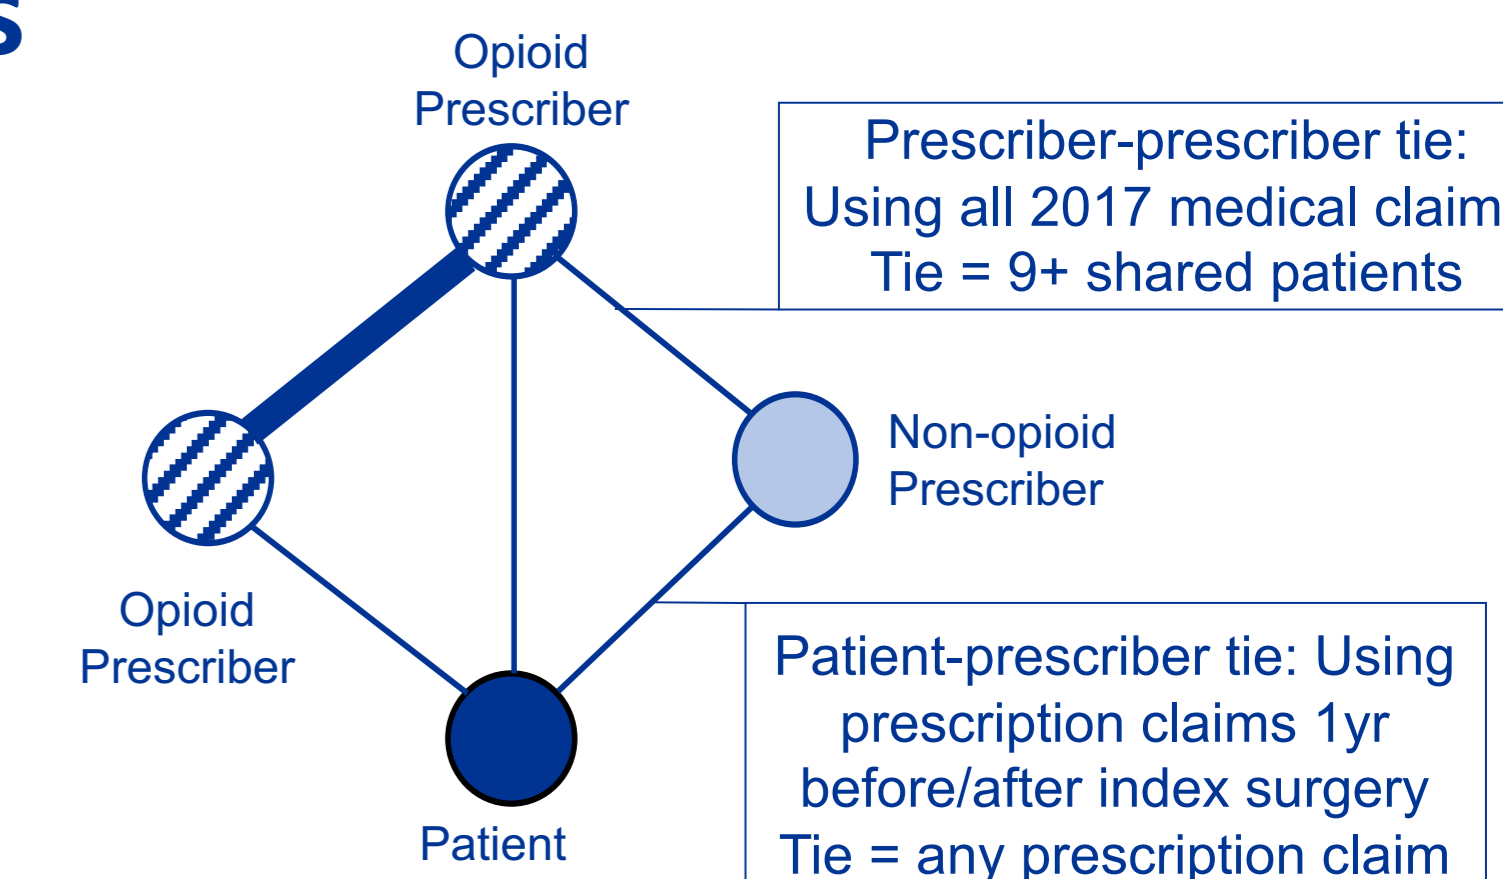 s
Opioid
Prescriber
Prescriber-prescriber tie:
Using all 2017 medical claim
Tie = 9+ shared patients
Non-opioid
Prescriber
Opioid
Prescriber
Patient-prescriber tie: Using
prescription claims 1yr
before/after index surgery
Tie = any prescription claim
Patient